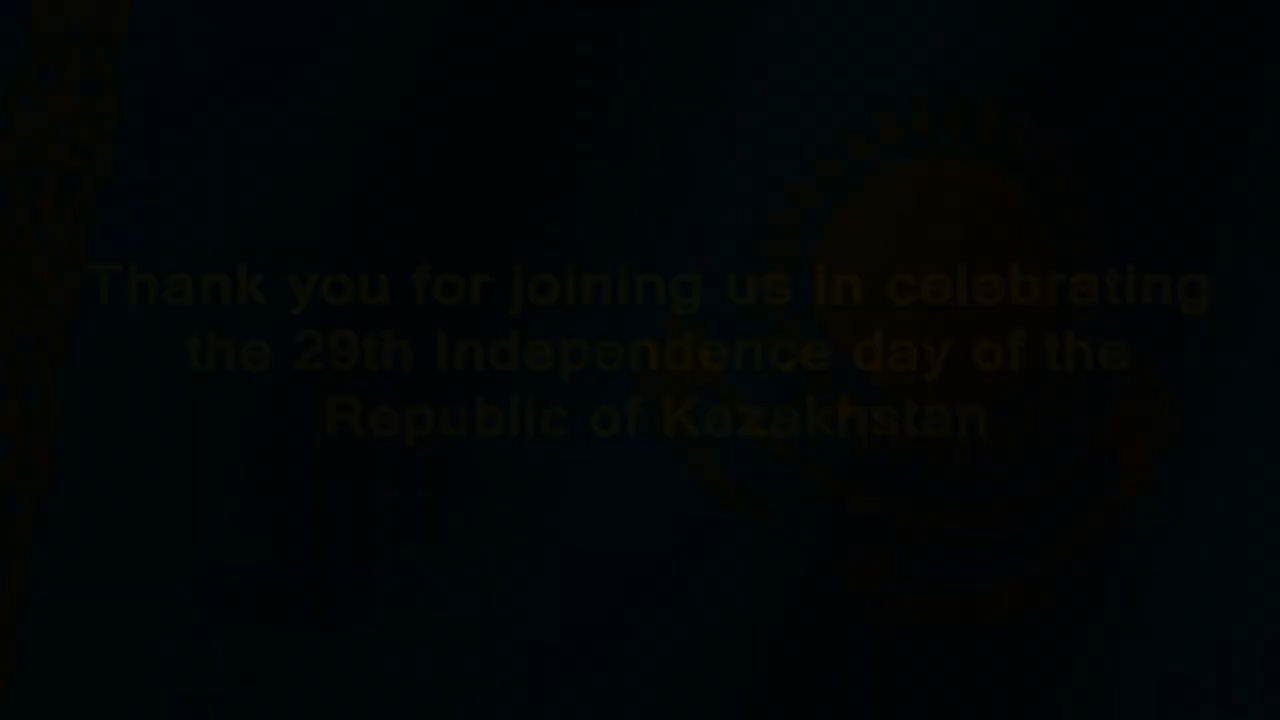 Thank you for joining us in celebrating
the 29th Independence day of the
Republic of Kazakhstan